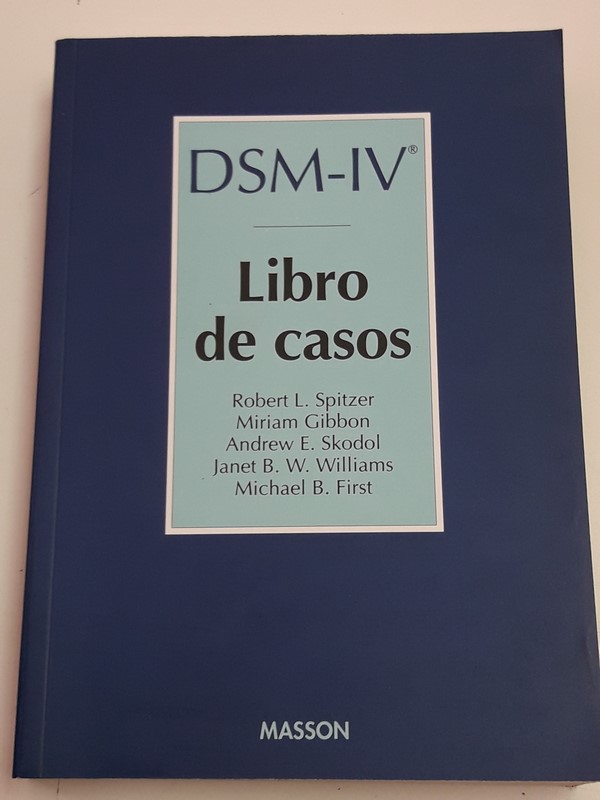 DSM-IV®
Libro
de casos
Robert L. Spitzer
Miriam Gibbon
Andrew E. Skodol
Janet B. W. Williams
Michael B. First
MASSON